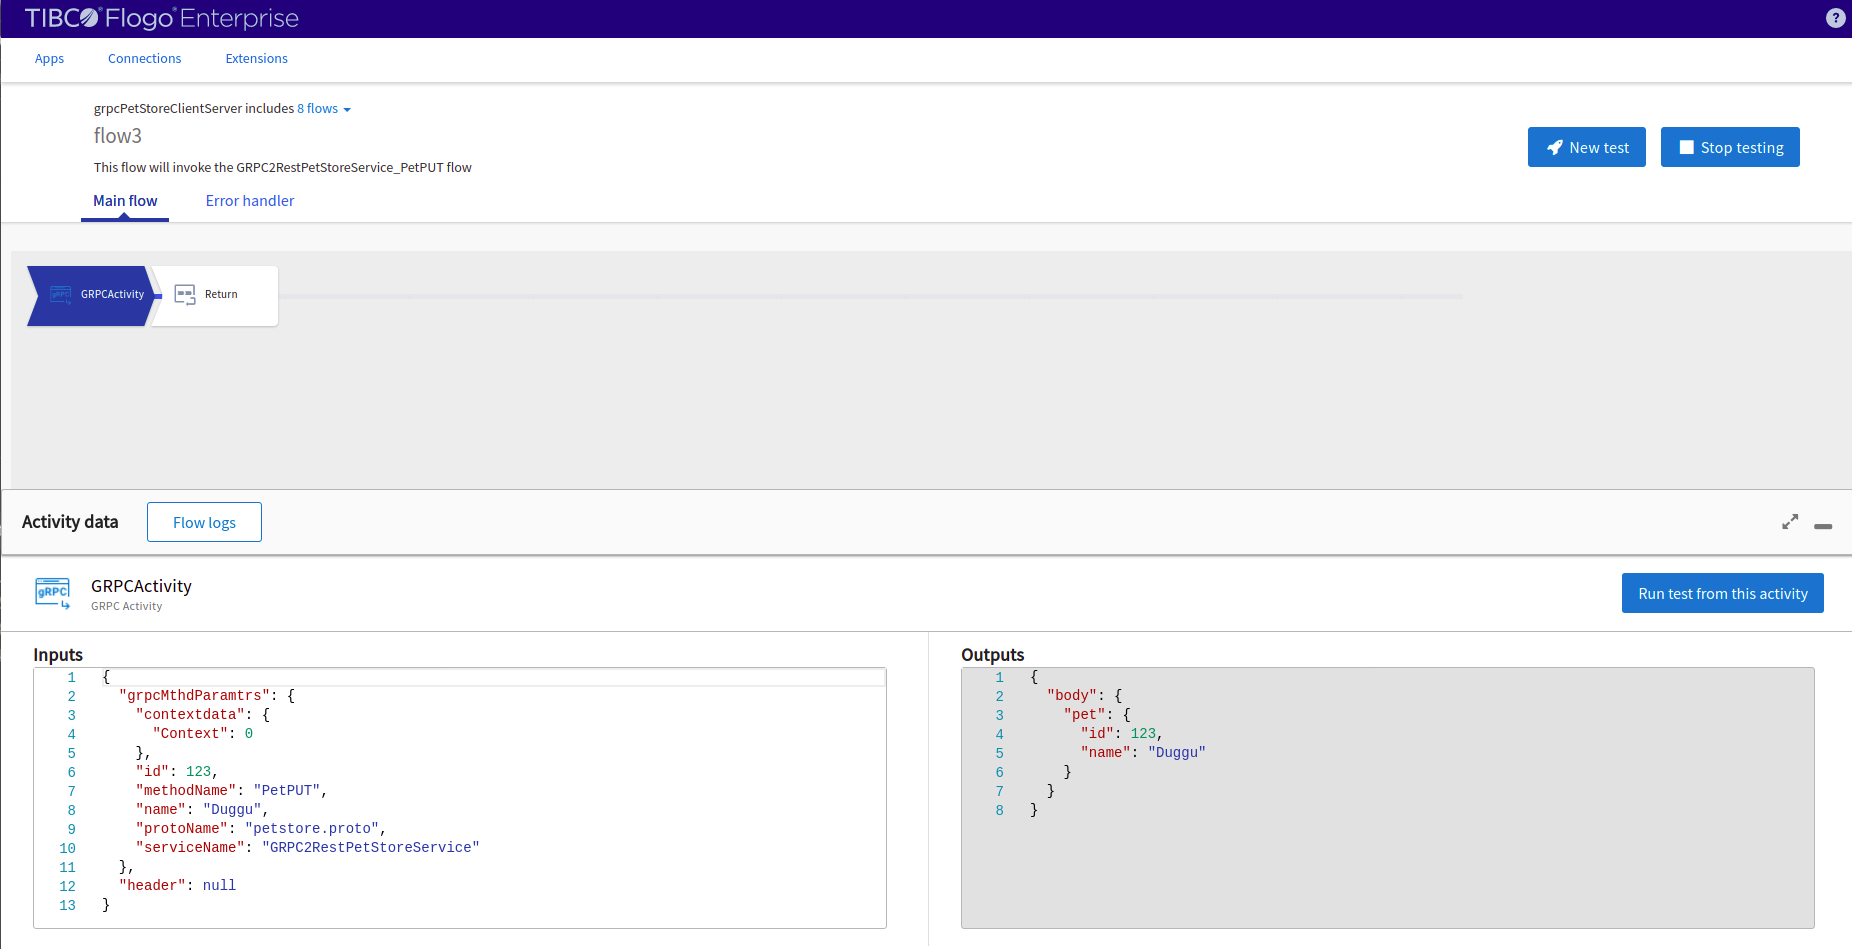 TIBCO® Flogo® Enterprise
?
Apps Connections Extensions
grpcPetStoreClientServer includes 8 flows
flow3
This flow will invoke the GRPC2RestPetStoreService_PetPUT flow
New test
Stop testing
Main flow Error handler
gRPC GRPCActivity
Return
Activity data
Flow logs
gRPC
GRPCActivity
GRPC Activity
Run test from this activity
Inputs
1 {
2 "grpcMthdParamtrs": {
3 "contextdata": {
4 "Context": 0
5 },
6 "id": 123,
7 "methodName": "PetPUT",
8 "name": "Duggu",
9 "protoName": "petstore.proto",
10 "serviceName": "GRPC2RestPetStoreService"
11 },
12 "header": null
13 }
Outputs
1 {
2 "body": {
3 "pet": {
4 "id": 123,
5 "name": "Duggu"
6 }
7 }
8 }